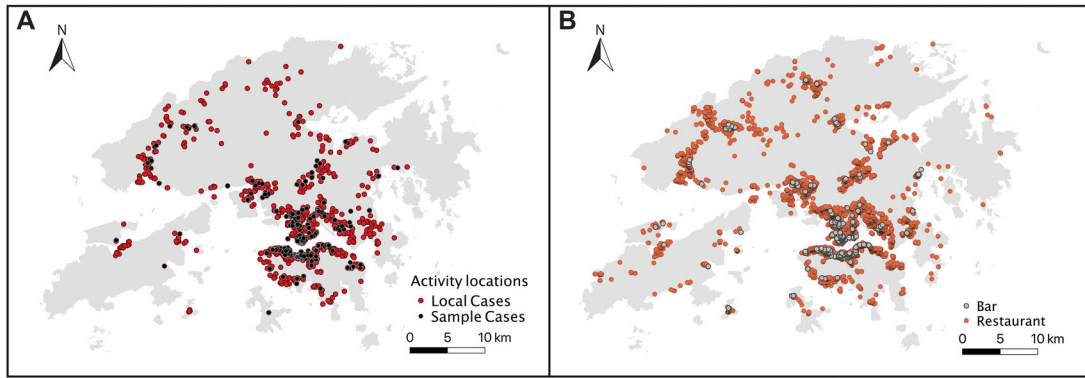 A
N
Activity locations
Local Cases
Sample Cases
0 5 10 km
B
N
Bar
Restaurant
0 5 10 km